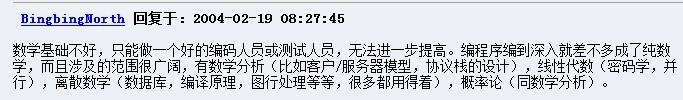 BingbingNorth 回复于：2004-02-19 08:27:45
数学基础不好，只能做一个好的编码人员或测试人员，无法进一步提高。编程序编到深入就差不多成了纯数
学，而且涉及的范围很广阔，有数学分析（比如客户/服务器模型，协议栈的设计），线性代数（密码学，并
行），离散数学（数据库，编译原理，图行处理等等，很多都用得着），概率论（同数学分析）。